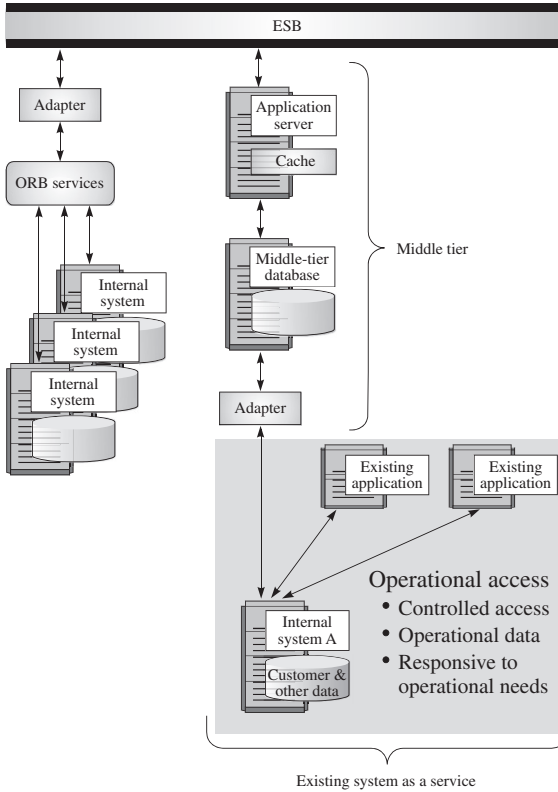 ESB
Adapter
ORB services
Internal
system
Internal
system
Internal
system
Application
server
Cache
Middle-tier
database
Adapter
Middle tier
Existing
application
Existing
application
Operational access
• Controlled access
• Operational data
• Responsive to
operational needs
Internal
system A
Customer &
other data
Existing system as a service